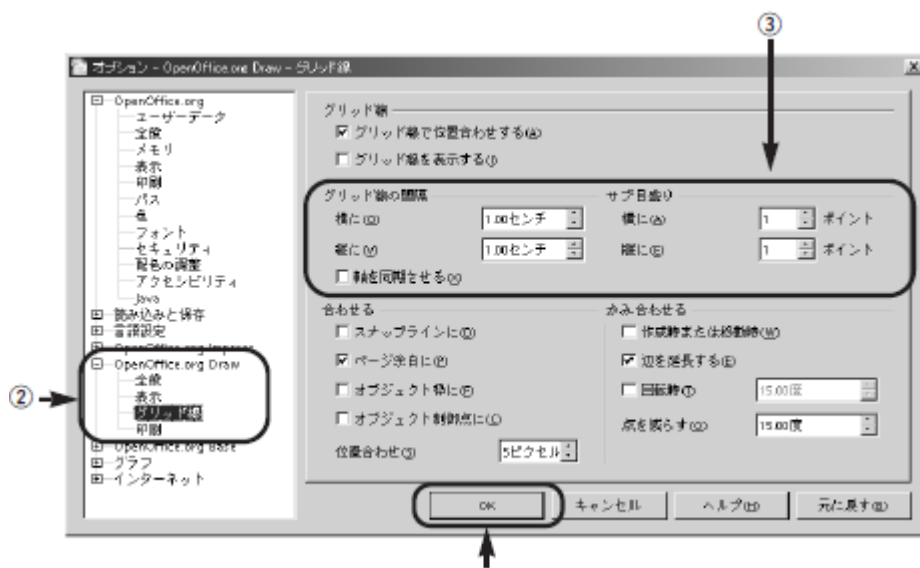 ③
オプション - OpenOffice.org Draw - グリッド線
OpenOffice.org
ユーザーデータ
全般
メモリ
表示
印刷
パス
色
フォント
セキュリティ
配色の調整
アクセシビリティ
Java
読み込みと保存
言語設定
OpenOffice.org Impress
OpenOffice.org Draw
全般
表示
グリッド線
印刷
OpenOffice.org Base
グラフ
インターネット
②
グリッド線
グリッド線で位置合わせする(A)
グリッド線を表示する(I)
グリッド線の間隔
横に(O) 1.00センチ
縦に(V) 1.00センチ
軸を同期させる(X)
サブ目盛り
横に(A) 1 ポイント
縦に(E) 1 ポイント
合わせる
スナップラインに(D)
ページ余白に(P)
オブジェクト枠に(F)
オブジェクト制御点に(C)
位置合わせ(G) 5ピクセル
かみ合わせる
作成時または移動時(W)
辺を延長する(E)
回転時(T) 15.00度
点を減らす(Q) 15.00度
OK
キャンセル
ヘルプ(H)
元に戻す(B)